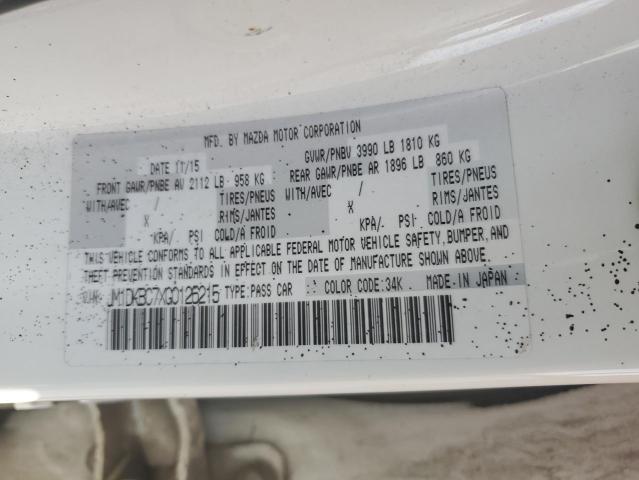 MFD. BY MAZDA MOTOR CORPORATION
DATE 11/15 GVWR/PNBV 3990 LB 1810 KG
FRONT GAWR/PNBE AV 2112 LB 958 KG REAR GAWR/PNBE AR 1896 LB 860 KG
WITH/AVEC / TIRES/PNEUS WITH/AVEC / TIRES/PNEUS
X RIMS/JANTES X RIMS/JANTES
KPA/. PSI COLD/A FROID KPA/. PSI COLD/A FROID
THIS VEHICLE CONFORMS TO ALL APPLICABLE FEDERAL MOTOR VEHICLE SAFETY, BUMPER, AND
THEFT PREVENTION STANDARDS IN EFFECT ON THE DATE OF MANUFACTURE SHOWN ABOVE.
JM1DKBC7XG0125215 TYPE:PASS CAR COLOR CODE: 34K MADE IN JAPAN